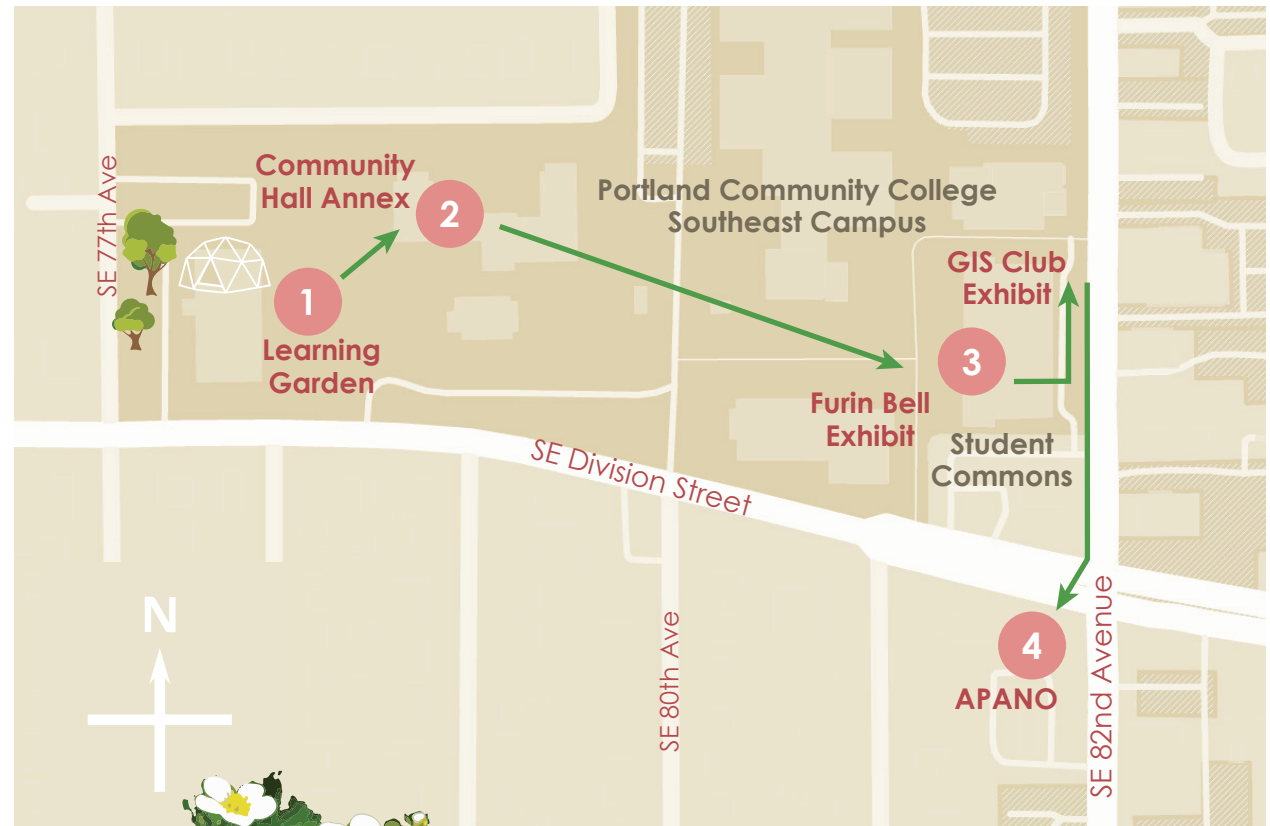 SE 77th Ave
Community
Hall Annex
2
1
Learning
Garden
Portland Community College
Southeast Campus
GIS Club
Exhibit
3
Furin Bell
Exhibit
Student
Commons
SE Division Street
N
SE 80th Ave
4
APANO
SE 82nd Avenue